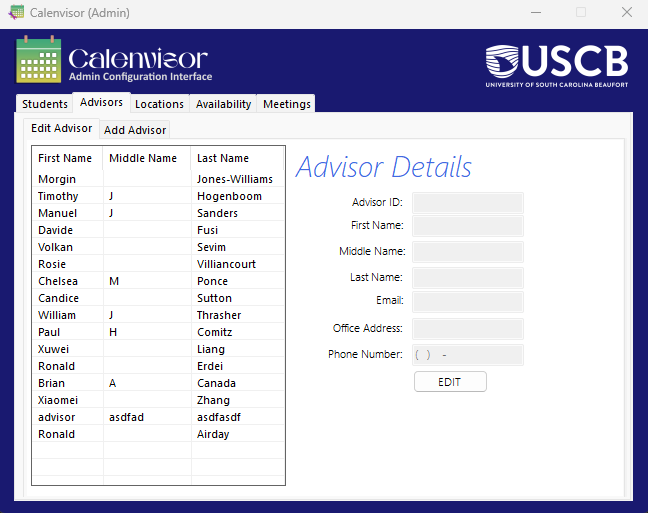 Calenvisor (Admin)
Calenvisor
Admin Configuration Interface
USCB
UNIVERSITY OF SOUTH CAROLINA BEAUFORT
Students Advisors Locations Availability Meetings
Edit Advisor Add Advisor
First Name Middle Name Last Name
Morgin Jones-Williams
Timothy J Hogenboom
Manuel J Sanders
Davide Fusi
Volkan Sevim
Rosie Villiancourt
Chelsea M Ponce
Candice Sutton
William J Thrasher
Paul H Comitz
Xuwei Liang
Ronald Erdei
Brian A Canada
Xiaomei Zhang
advisor asdfad asdfasdf
Ronald Airday
Advisor Details
Advisor ID:
First Name:
Middle Name:
Last Name:
Email:
Office Address:
Phone Number: ( ) -
EDIT